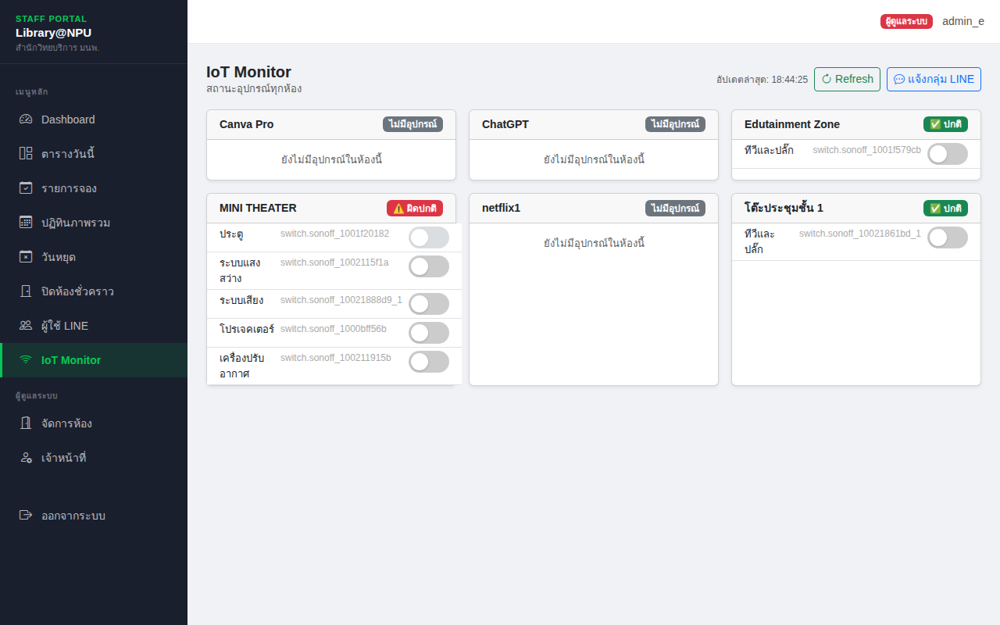 STAFF PORTAL
Library@NPU
สำนักวิทยบริการ มนพ.
เมนูหลัก
Dashboard
ตารางวันนี้
รายการจอง
ปฏิทินภาพรวม
วันหยุด
ปิดห้องชั่วคราว
ผู้ใช้ LINE
IoT Monitor
ผู้ดูแลระบบ
จัดการห้อง
เจ้าหน้าที่
ออกจากระบบ
ผู้ดูแลระบบ admin_e
IoT Monitor
สถานะอุปกรณ์ทุกห้อง
อัปเดตล่าสุด: 18:44:25 Refresh แจ้งกลุ่ม LINE
Canva Pro ไม่มีอุปกรณ์
ยังไม่มีอุปกรณ์ในห้องนี้
ChatGPT ไม่มีอุปกรณ์
ยังไม่มีอุปกรณ์ในห้องนี้
Edutainment Zone ✅ ปกติ
ทีวีและปลั๊ก switch.sonoff_1001f579cb
MINI THEATER ⚠️ ผิดปกติ
ประตู switch.sonoff_1001f20182
ระบบแสง switch.sonoff_1002115f1a
สว่าง
ระบบเสียง switch.sonoff_10021888d9_1
โปรเจคเตอร์ switch.sonoff_1000bff56b
เครื่องปรับ switch.sonoff_100211915b
อากาศ
netflix1 ไม่มีอุปกรณ์
ยังไม่มีอุปกรณ์ในห้องนี้
โต๊ะประชุมชั้น 1 ✅ ปกติ
ทีวีและ switch.sonoff_10021861bd_1
ปลั๊ก